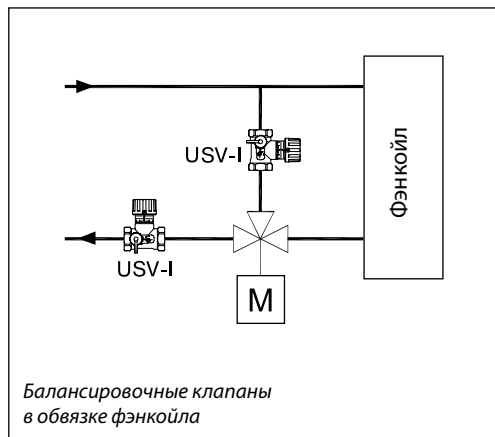 USV-I
Фэнкойл
USV-I
M
Балансировочные клапаны
в обвязке фэнкойла